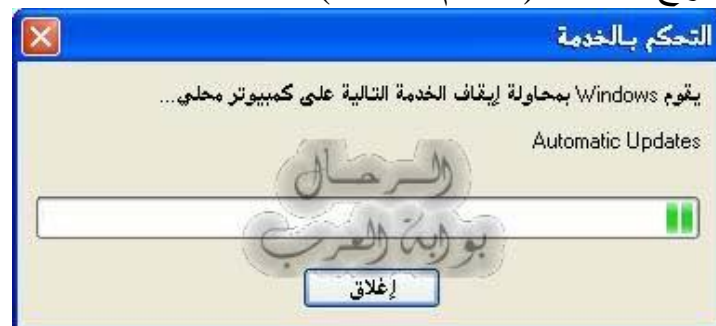 التحكم بالخدمة
يقوم Windows بمحاولة إيقاف الخدمة التالية على كمبيوتر محلي...
Automatic Updates
الرحال
بوابة العرب
إغلاق